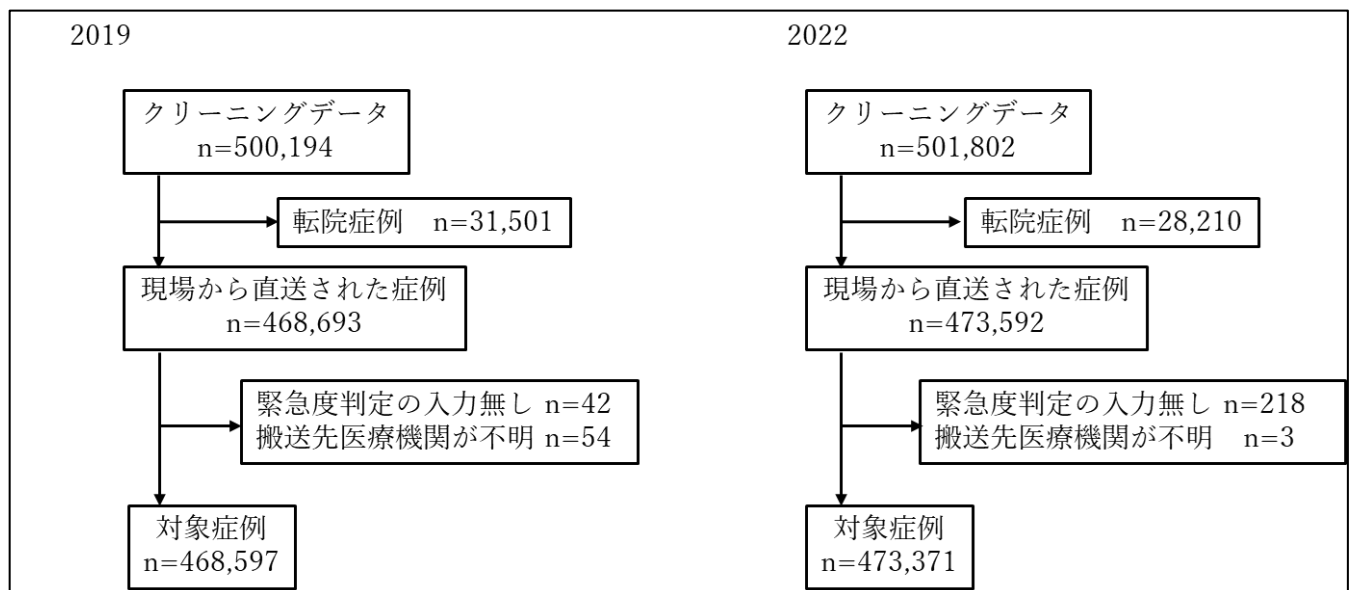 2019
クリーニングデータ
n=500,194
転院症例 n=31,501
現場から直送された症例
n=468,693
緊急度判定の入力無し n=42
搬送先医療機関が不明 n=54
対象症例
n=468,597
2022
クリーニングデータ
n=501,802
転院症例 n=28,210
現場から直送された症例
n=473,592
緊急度判定の入力無し n=218
搬送先医療機関が不明 n=3
対象症例
n=473,371